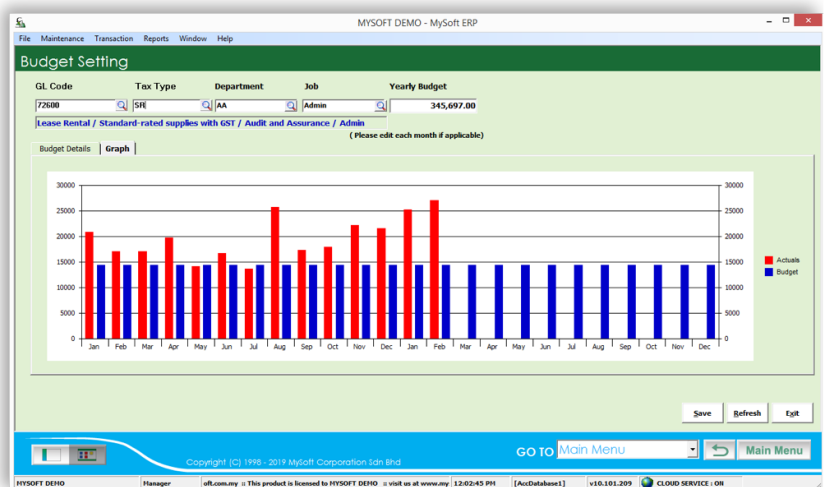 MYSOFT DEMO - MySoft ERP
File Maintenance Transaction Reports Window Help
Budget Setting
GL Code Tax Type Department Job Yearly Budget
72600 SR AA Admin 345,697.00
Lease Rental / Standard-rated supplies with GST / Audit and Assurance / Admin
( Please edit each month if applicable)
Budget Details Graph
30000 30000
25000 25000
20000 20000
15000 15000
10000 10000
5000 5000
0 0
Actuals
Budget
Jan Feb Mar Apr May Jun Jul Aug Sep Oct Nov Dec Jan Feb Mar Apr May Jun Jul Aug Sep Oct Nov Dec
Save Refresh Exit
GO TO Main Menu Main Menu
Copyright (C) 1998 - 2019 MySoft Corporation Sdn Bhd
MYSOFT DEMO Manager oft.com.my :: This product is licensed to MYSOFT DEMO :: visit us at www.my 12:02:45 PM [AccDatabase1] v10.101.209 CLOUD SERVICE : ON